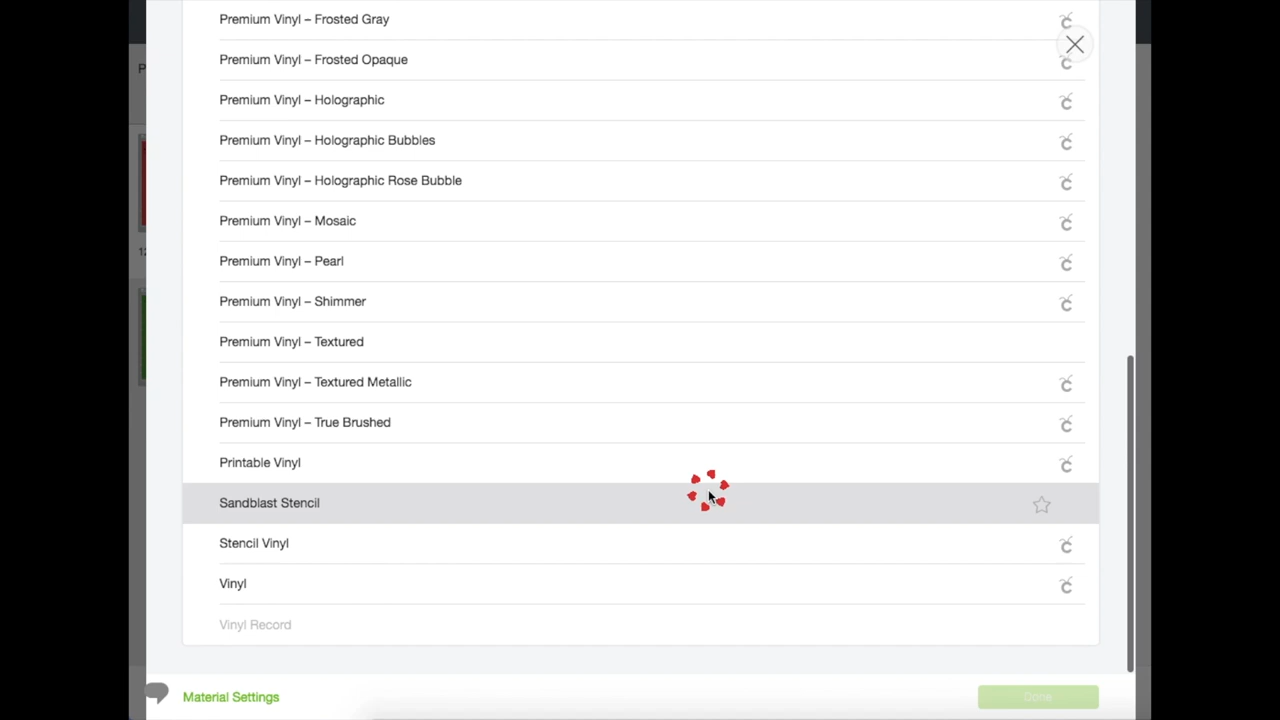 Premium Vinyl – Frosted Gray
Premium Vinyl – Frosted Opaque
Premium Vinyl – Holographic
Premium Vinyl – Holographic Bubbles
Premium Vinyl – Holographic Rose Bubble
Premium Vinyl – Mosaic
Premium Vinyl – Pearl
Premium Vinyl – Shimmer
Premium Vinyl – Textured
Premium Vinyl – Textured Metallic
Premium Vinyl – True Brushed
Printable Vinyl
Sandblast Stencil
Stencil Vinyl
Vinyl
Vinyl Record
Material Settings
Done